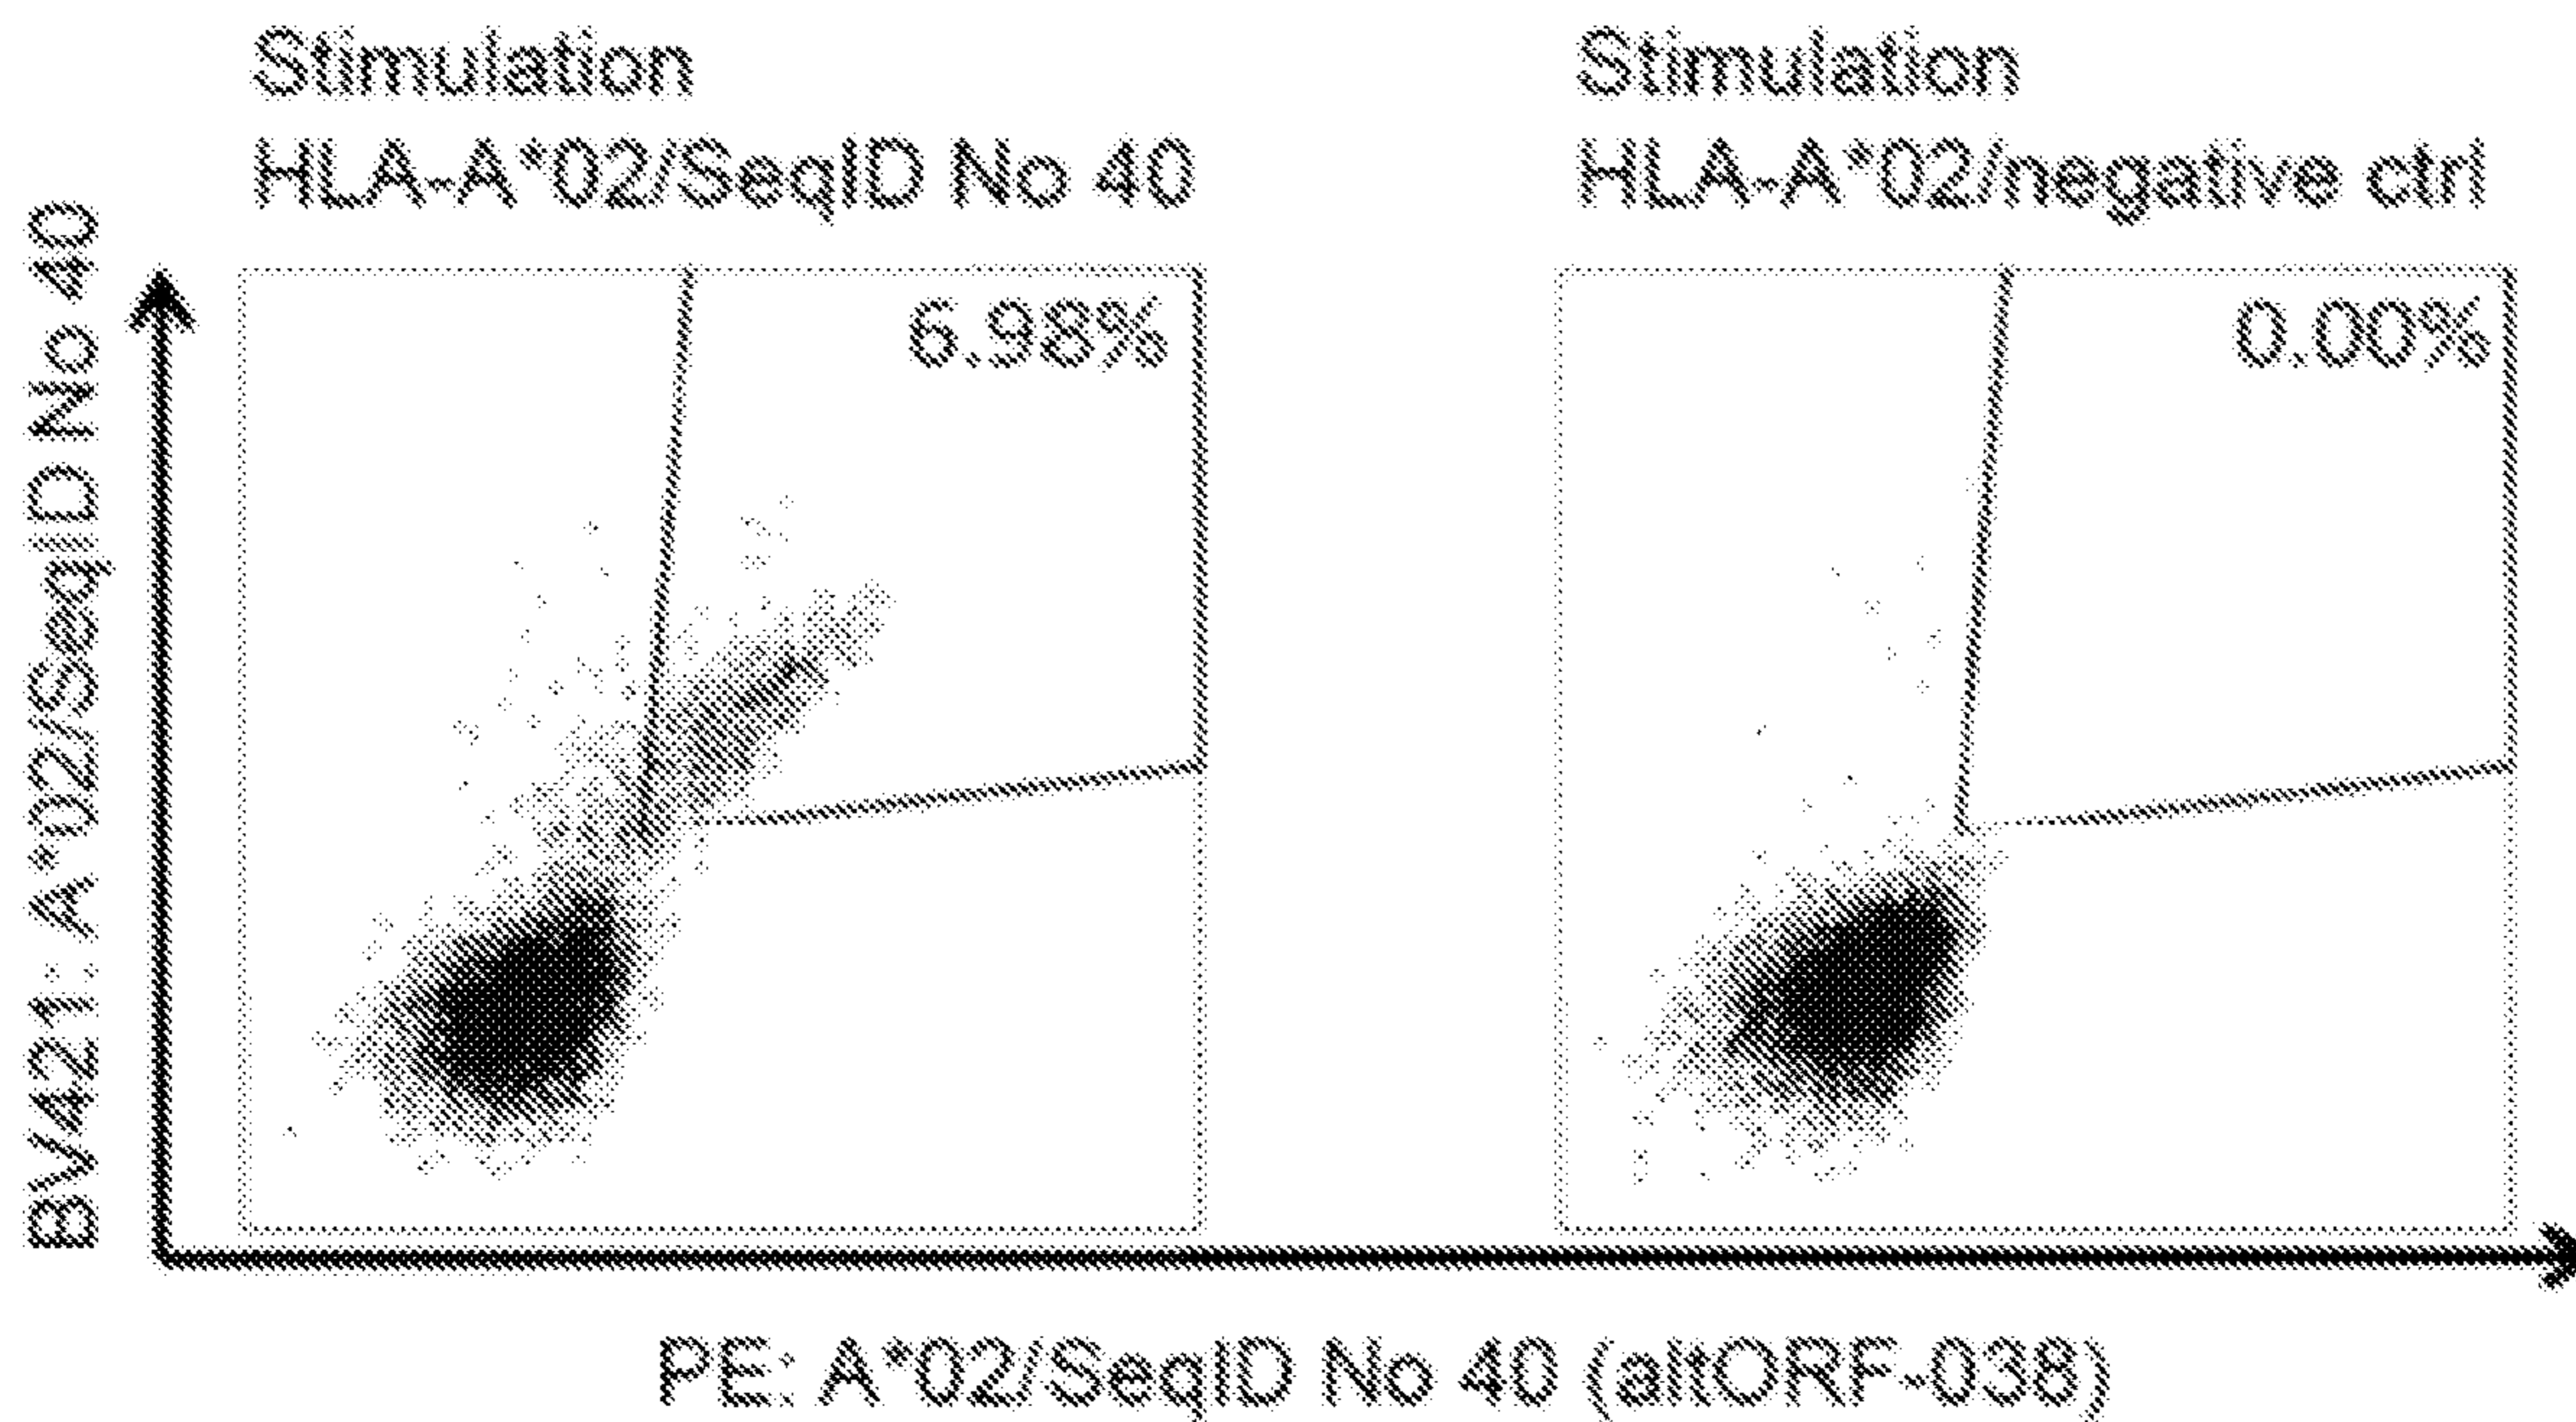 Stimulation
HLA-A*02/SeqID No 40
Stimulation
HLA-A*02/negative ctrl
BV421: A*02/SeqID No 40
6.98%
0.00%
PE: A*02/SeqID No 40 (altORF-038)